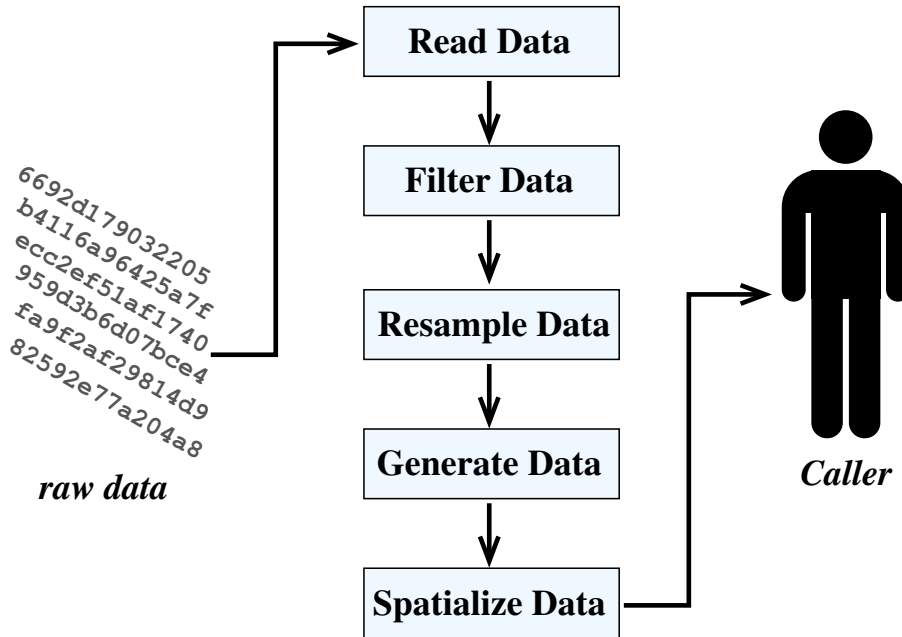 Read Data
Filter Data
Resample Data
Generate Data
Spatialize Data
6692d179032205
b4116a96425a7f
ecc2ef51af1740
959d3b6d07bce4
fa9f2af29814d9
82592e77a204a8
raw data
Caller